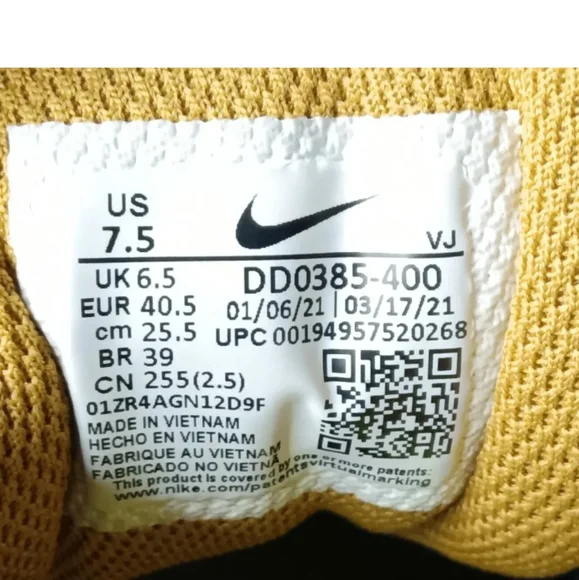 US
7.5
VJ
UK 6.5
DD0385-400
EUR 40.5
01/06/21 | 03/17/21
cm 25.5
UPC 00194957520268
BR 39
CN 255(2.5)
01ZR4AGN12D9F
MADE IN VIETNAM
HECHO EN VIETNAM
FABRIQUE AU VIETNAM
FABRICADO NO VIETNÃ
This product is covered by one or more patents:
www.nike.com/patentsvirtualmarking